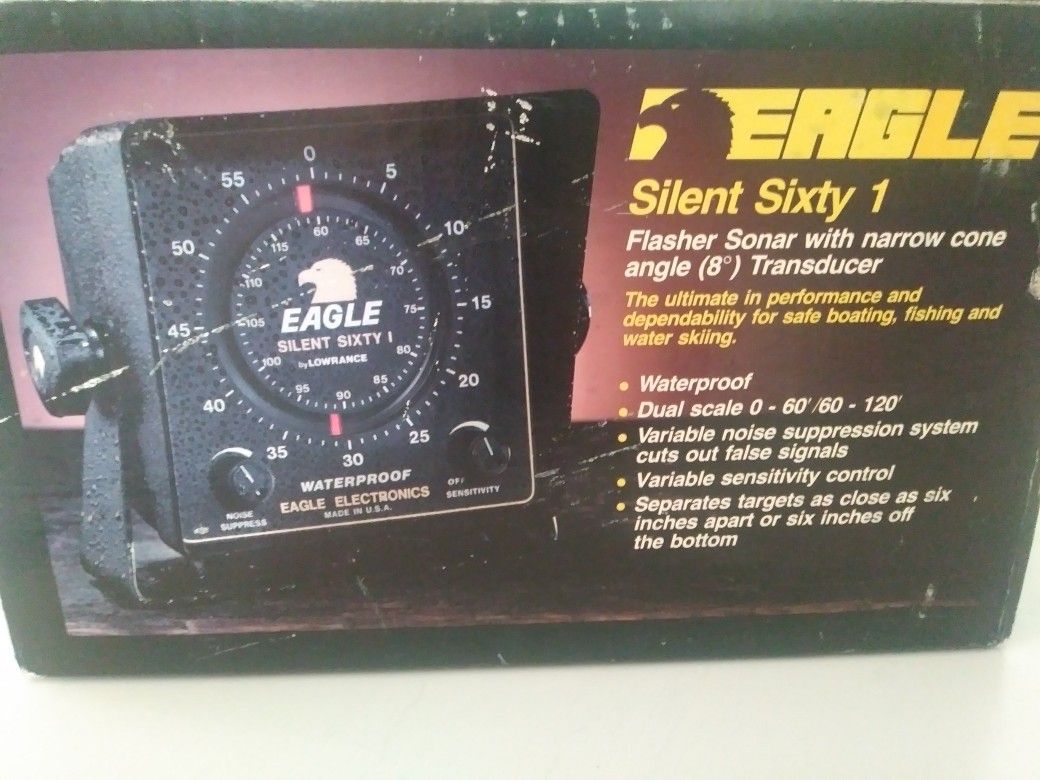 EAGLE
Silent Sixty 1
Flasher Sonar with narrow cone
angle (8°) Transducer
The ultimate in performance and
dependability for safe boating, fishing and
water skiing.
• Waterproof
• Dual scale 0 - 60'/60 - 120'
• Variable noise suppression system
cuts out false signals
• Variable sensitivity control
• Separates targets as close as six
inches apart or six inches off
the bottom
0
5
10
15
20
25
30
35
40
45
50
55
60
65
70
75
80
85
90
95
100
105
110
115
EAGLE
SILENT SIXTY I
by LOWRANCE
WATERPROOF
EAGLE ELECTRONICS
MADE IN U.S.A.
NOISE
SUPPRESS
OFF
SENSITIVITY